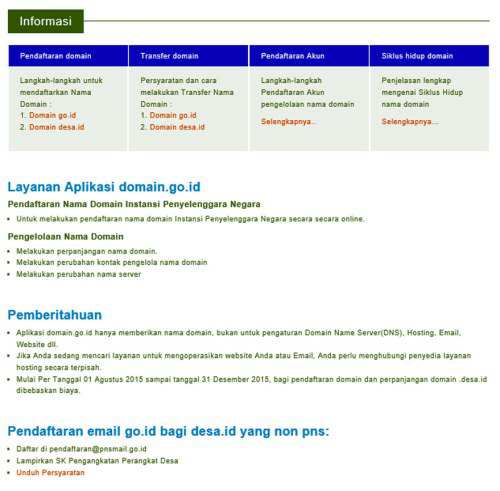 Informasi
Pendaftaran domain
Langkah-langkah untuk
mendaftarkan Nama
Domain :
1. Domain go.id
2. Domain desa.id
Transfer domain
Persyaratan dan cara
melakukan Transfer Nama
Domain :
1. Domain go.id
2. Domain desa.id
Pendaftaran Akun
Langkah-langkah
Pendaftaran Akun
pengelolaan nama domain
Selengkapnya...
Siklus hidup domain
Penjelasan lengkap
mengenai Siklus Hidup
nama domain
Selengkapnya...
Layanan Aplikasi domain.go.id
Pendaftaran Nama Domain Instansi Penyelenggara Negara
• Untuk melakukan pendaftaran nama domain Instansi Penyelenggara Negara secara secara online.
Pengelolaan Nama Domain
• Melakukan perpanjangan nama domain.
• Melakukan perubahan kontak pengelola nama domain
• Melakukan perubahan nama server
Pemberitahuan
• Aplikasi domain.go.id hanya memberikan nama domain, bukan untuk pengaturan Domain Name Server(DNS), Hosting, Email,
Website dll.
• Jika Anda sedang mencari layanan untuk mengoperasikan website Anda atau Email, Anda perlu menghubungi penyedia layanan
hosting secara terpisah.
• Mulai Per Tanggal 01 Agustus 2015 sampai tanggal 31 Desember 2015, bagi pendaftaran domain dan perpanjangan domain .desa.id
dibebaskan biaya.
Pendaftaran email go.id bagi desa.id yang non pns:
• Daftar di pendaftaran@pnsmail.go.id
• Lampirkan SK Pengangkatan Perangkat Desa
• Unduh Persyaratan